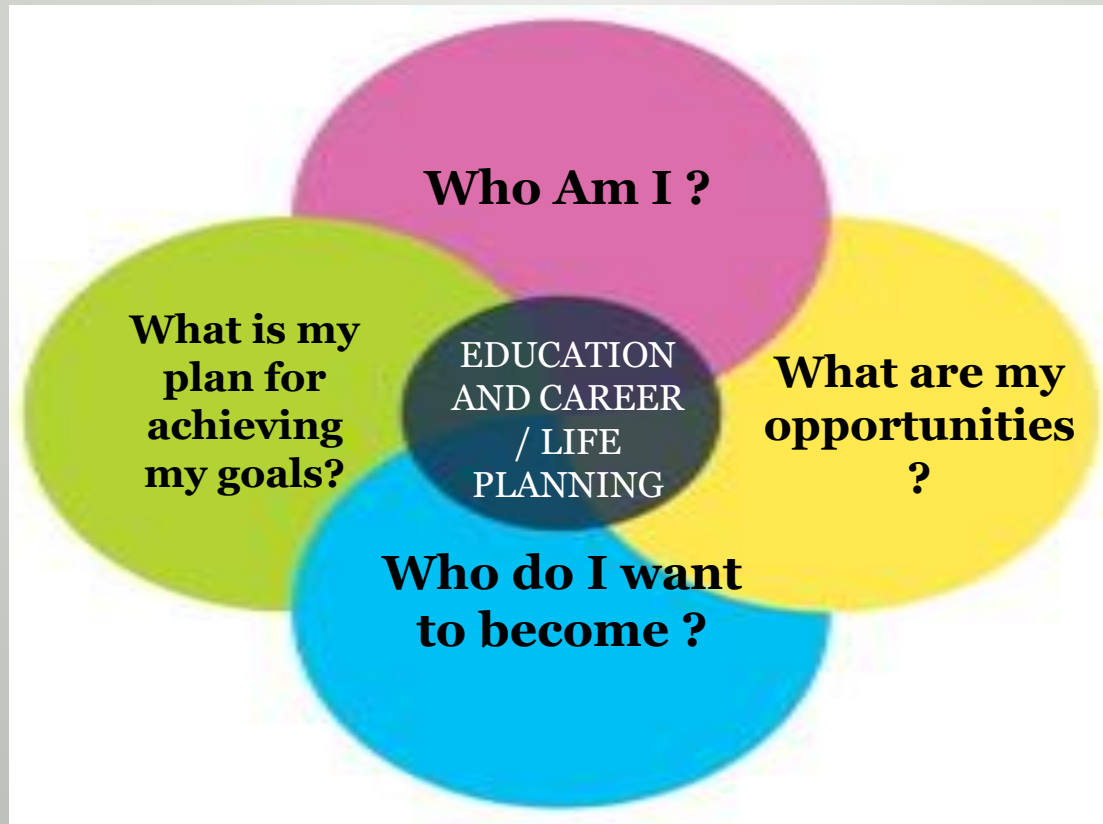 Who Am I ?
What is my
plan for
achieving
my goals?
EDUCATION
AND CAREER
/ LIFE
PLANNING
What are my
opportunities
?
Who do I want
to become ?